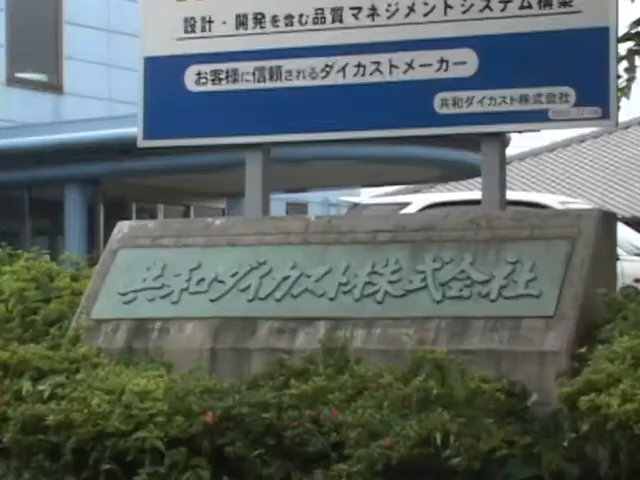 設計・開発を含む品質マネジメントシステム構築
お客様に信頼されるダイカストメーカー
共和ダイカスト株式会社
共和ダイカスト株式会社